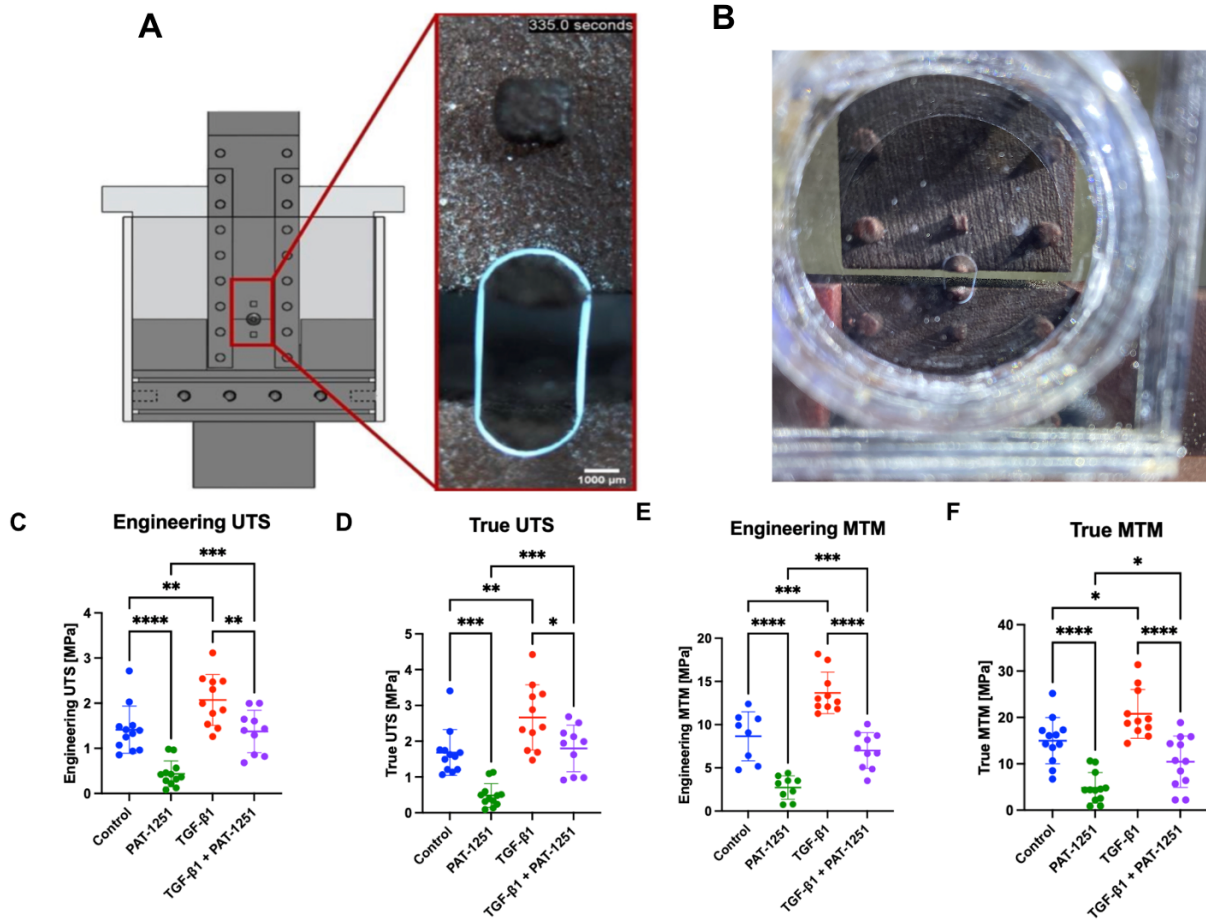 A
335.0 seconds
1000 µm
B
C
Engineering UTS
Engineering UTS [MPa]
4
3
2
1
0
****
**
***
**
Control
PAT-1251
TGF-β1
TGF-β1 + PAT-1251
D
True UTS
True UTS [MPa]
5
4
3
2
1
0
***
**
***
*
Control
PAT-1251
TGF-β1
TGF-β1 + PAT-1251
E
Engineering MTM
Engineering MTM [MPa]
20
15
10
5
0
****
***
***
****
Control
PAT-1251
TGF-β1
TGF-β1 + PAT-1251
F
True MTM
True MTM [MPa]
40
30
20
10
0
****
*
*
****
Control
PAT-1251
TGF-β1
TGF-β1 + PAT-1251